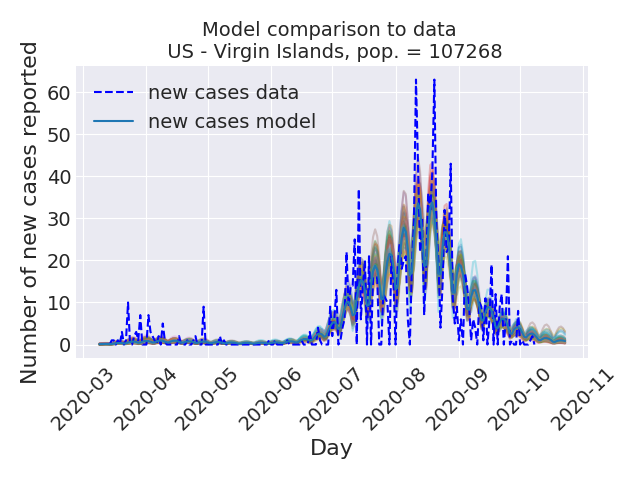 Model comparison to data
US - Virgin Islands, pop. = 107268
Number of new cases reported
60
50
40
30
20
10
0
new cases data
new cases model
2020-03
2020-04
2020-05
2020-06
2020-07
2020-08
2020-09
2020-10
2020-11
Day